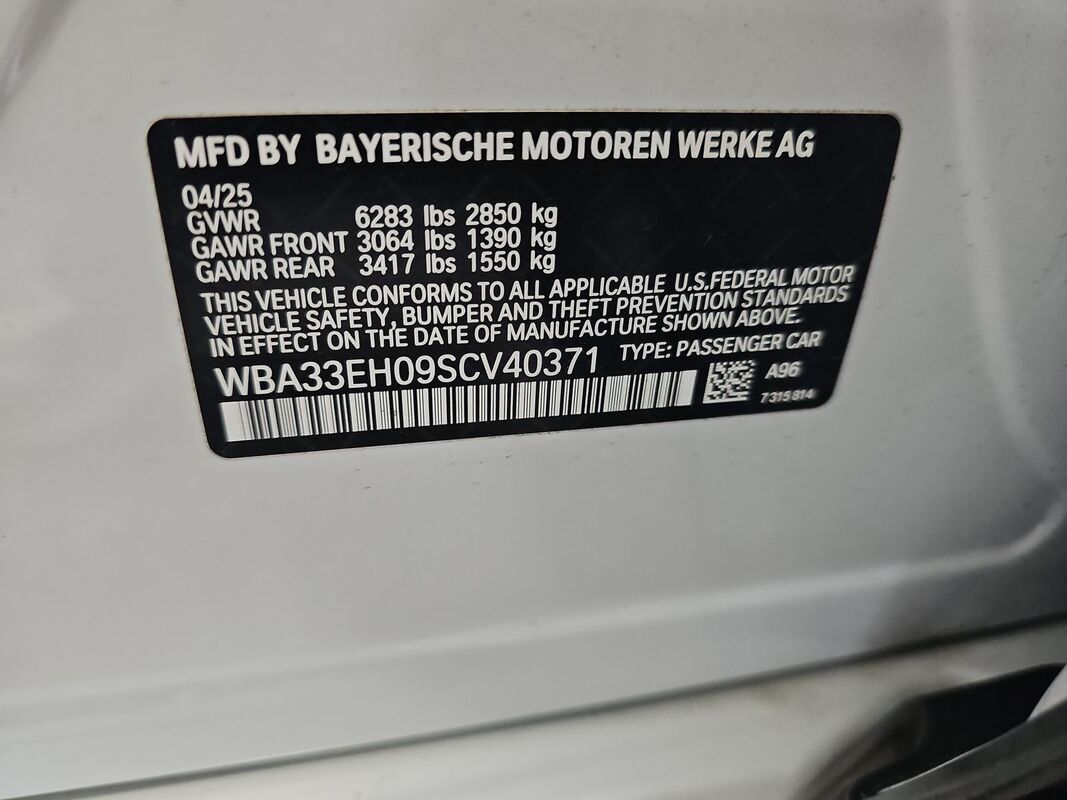 MFD BY BAYERISCHE MOTOREN WERKE AG
04/25
GVWR 6283 lbs 2850 kg
GAWR FRONT 3064 lbs 1390 kg
GAWR REAR 3417 lbs 1550 kg
THIS VEHICLE CONFORMS TO ALL APPLICABLE U.S.FEDERAL MOTOR
VEHICLE SAFETY, BUMPER AND THEFT PREVENTION STANDARDS
IN EFFECT ON THE DATE OF MANUFACTURE SHOWN ABOVE.
WBA33EH09SCV40371 TYPE: PASSENGER CAR
A96
7 315 814